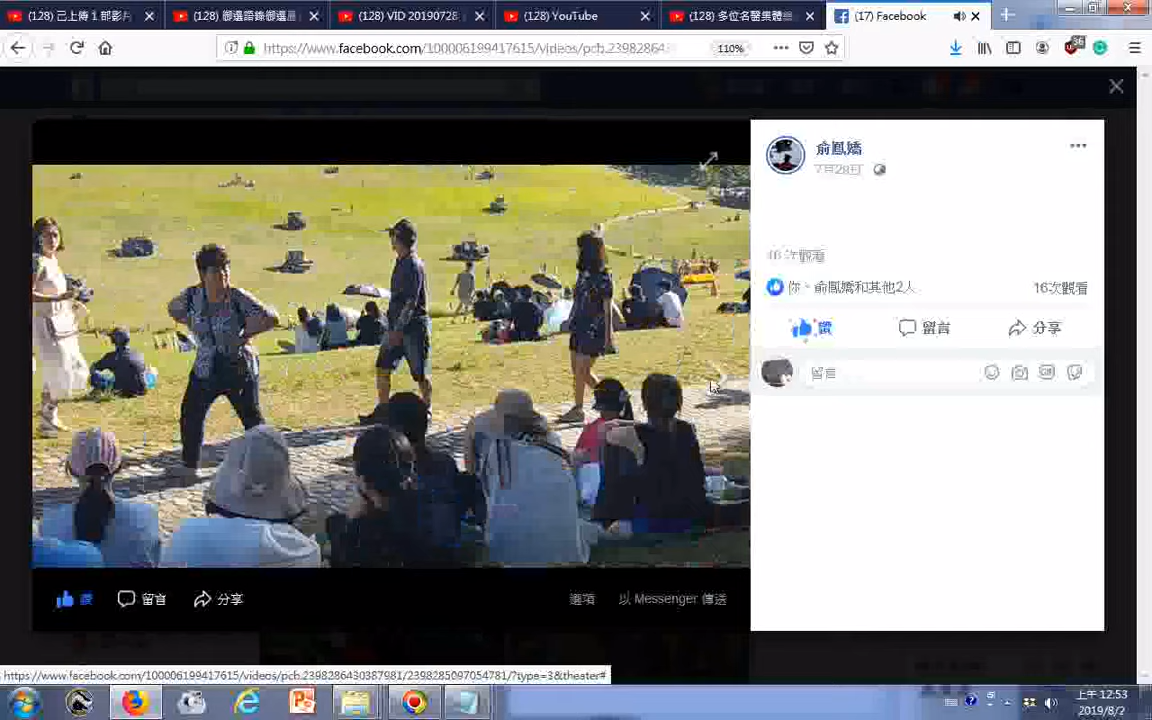 (128) 已上傳 1 部影片
(128) 御選語錄御選
(128) VID 20190728
(128) YouTube
(128) 多位名醫集體
(17) Facebook
https://www.facebook.com/100006199417615/videos/pcb.23982864
110%
俞鳳嬌
7月28日
16 次觀看
你、俞鳳嬌和其他2人
16次觀看
讚
留言
分享
留言
GIF
讚
留言
分享
選項
以 Messenger 傳送
https://www.facebook.com/100006199417615/videos/pcb.2398286430387981/2398285097054781/?type=3&theater#
上午 12:53
2019/8/2